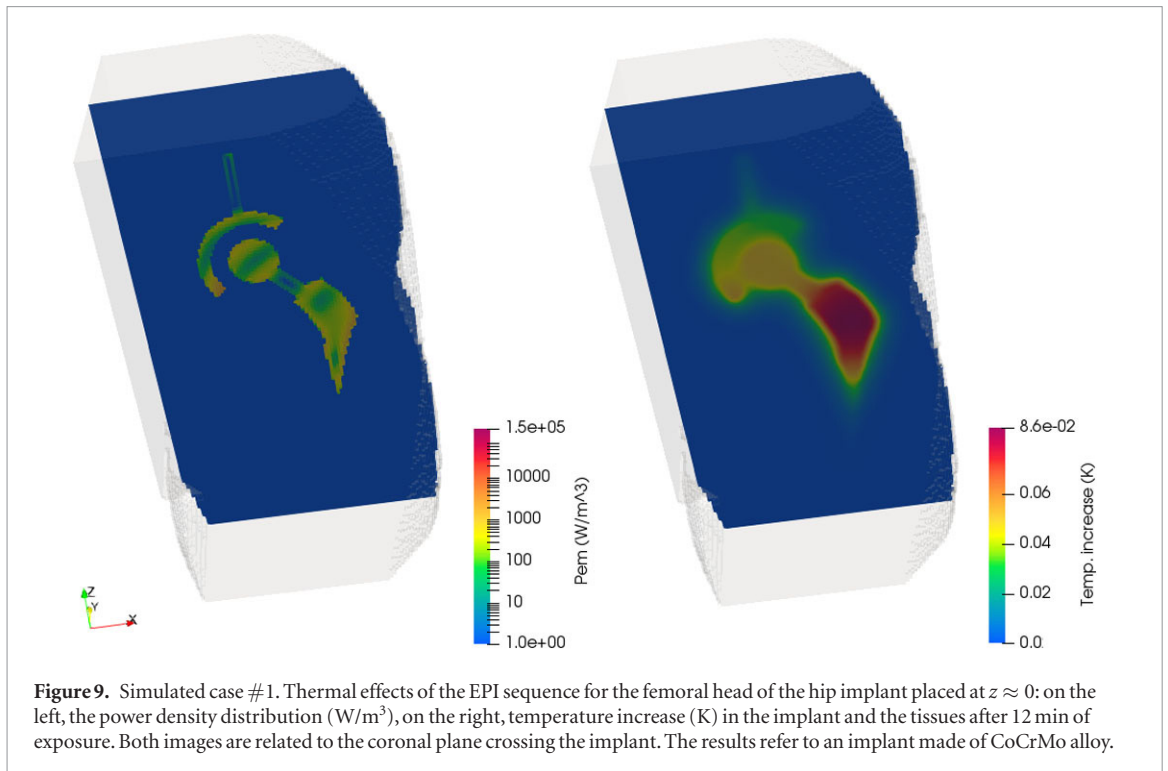 1.5e+05
10000
1000
100
10
1.0e+00
Pem (W/m^3)
8.6e-02
0.06
0.04
0.02
0.0
Temp. increase (K)
Z
Y
X
Figure 9. Simulated case #1. Thermal effects of the EPI sequence for the femoral head of the hip implant placed at z ≈ 0: on the
left, the power density distribution (W/m³), on the right, temperature increase (K) in the implant and the tissues after 12 min of
exposure. Both images are related to the coronal plane crossing the implant. The results refer to an implant made of CoCrMo alloy.